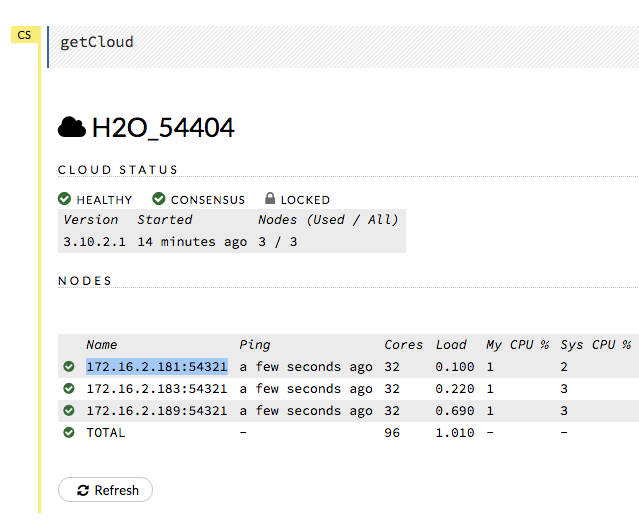 CS
getCloud
H2O_54404
CLOUD STATUS
HEALTHY CONSENSUS LOCKED
Version Started Nodes (Used / All)
3.10.2.1 14 minutes ago 3 / 3
NODES
Name Ping Cores Load My CPU % Sys CPU %
172.16.2.181:54321 a few seconds ago 32 0.100 1 2
172.16.2.183:54321 a few seconds ago 32 0.220 1 3
172.16.2.189:54321 a few seconds ago 32 0.690 1 3
TOTAL - 96 1.010 - -
Refresh